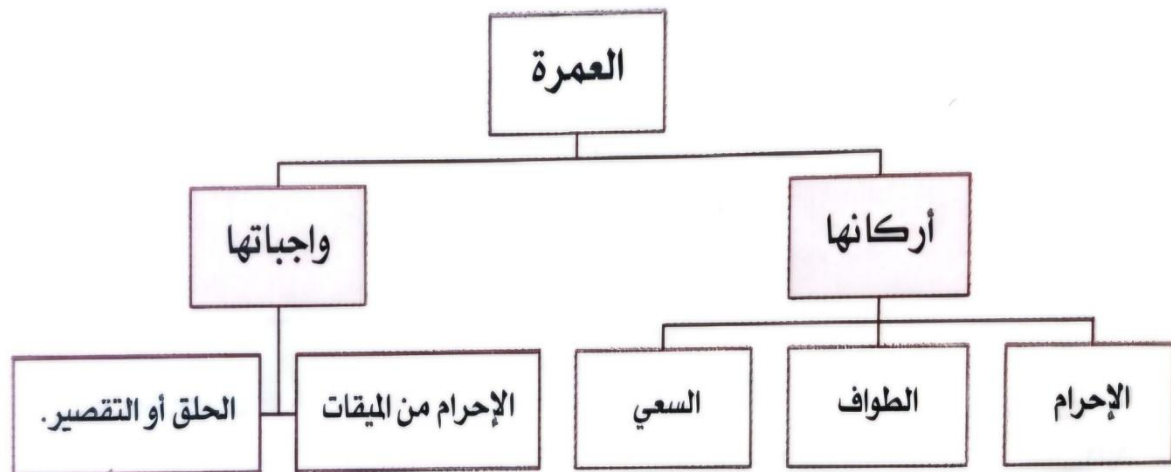 العمرة
أركانها
واجباتها
الإحرام
الطواف
السعي
الإحرام من الميقات
الحلق أو التقصير.